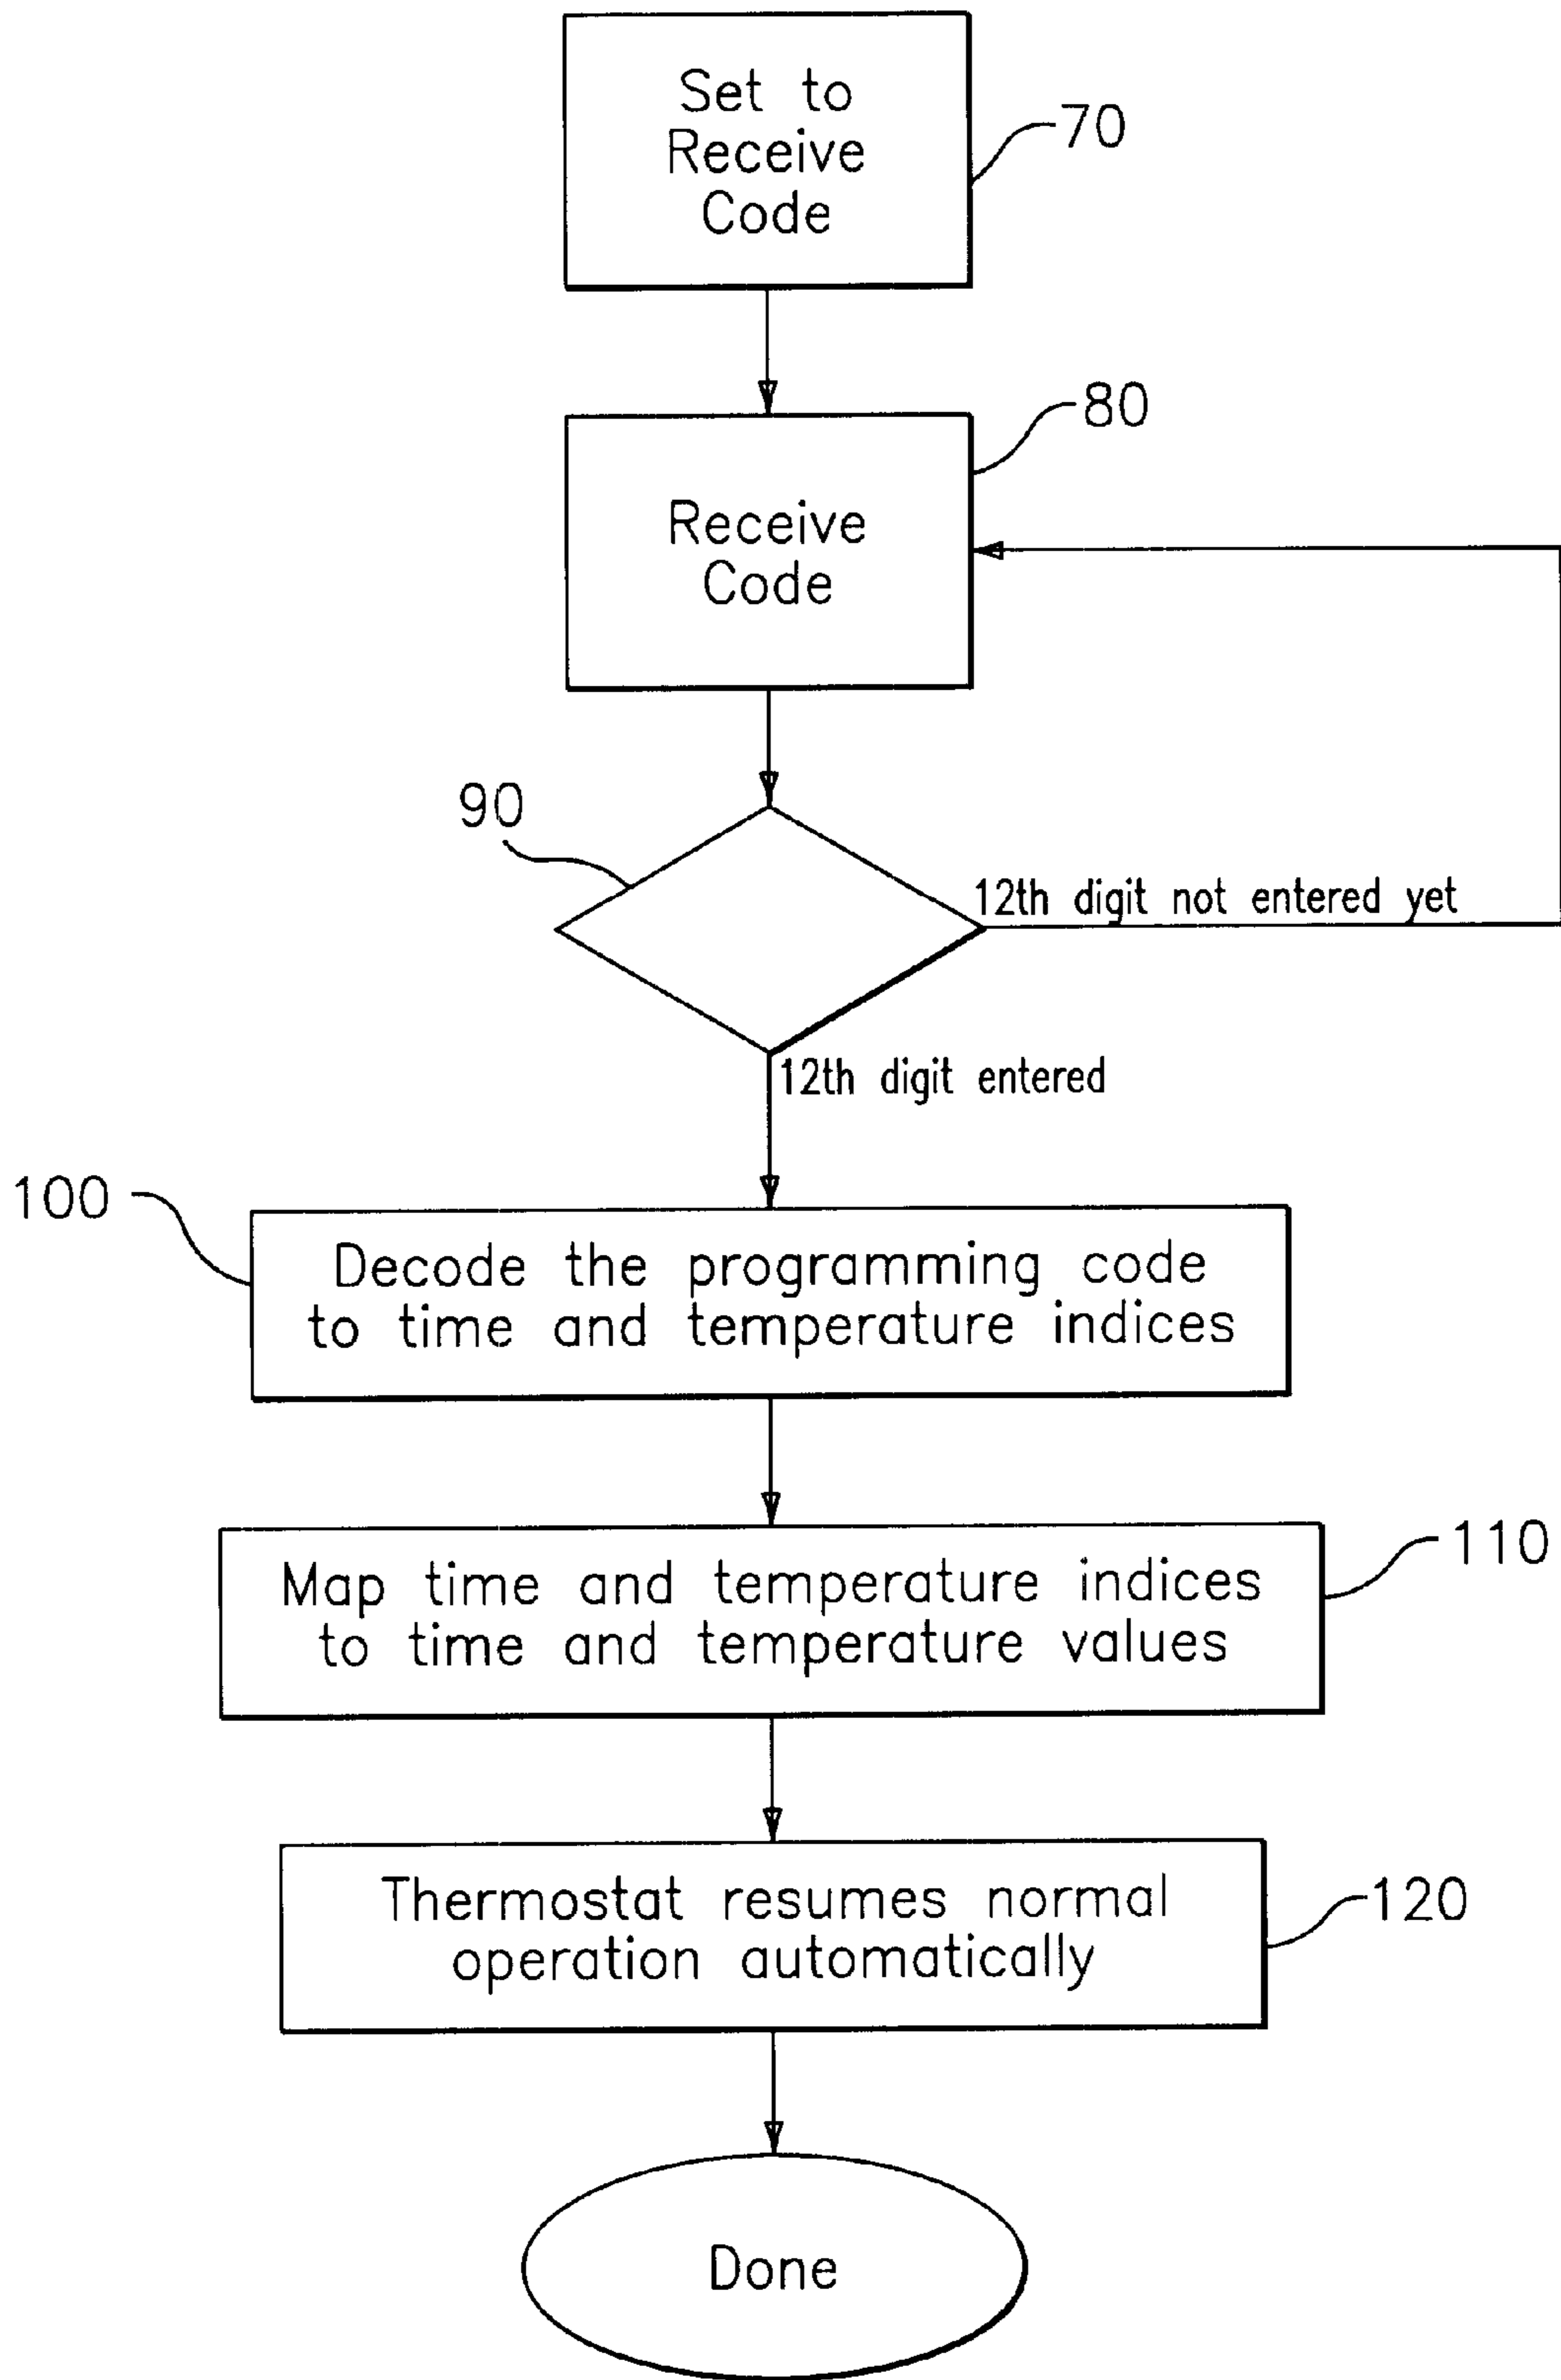 Set to
Receive
Code
70
80
Receive
Code
90
12th digit not entered yet
12th digit entered
100
Decode the programming code
to time and temperature indices
110
Map time and temperature indices
to time and temperature values
Thermostat resumes normal
operation automatically
120
Done